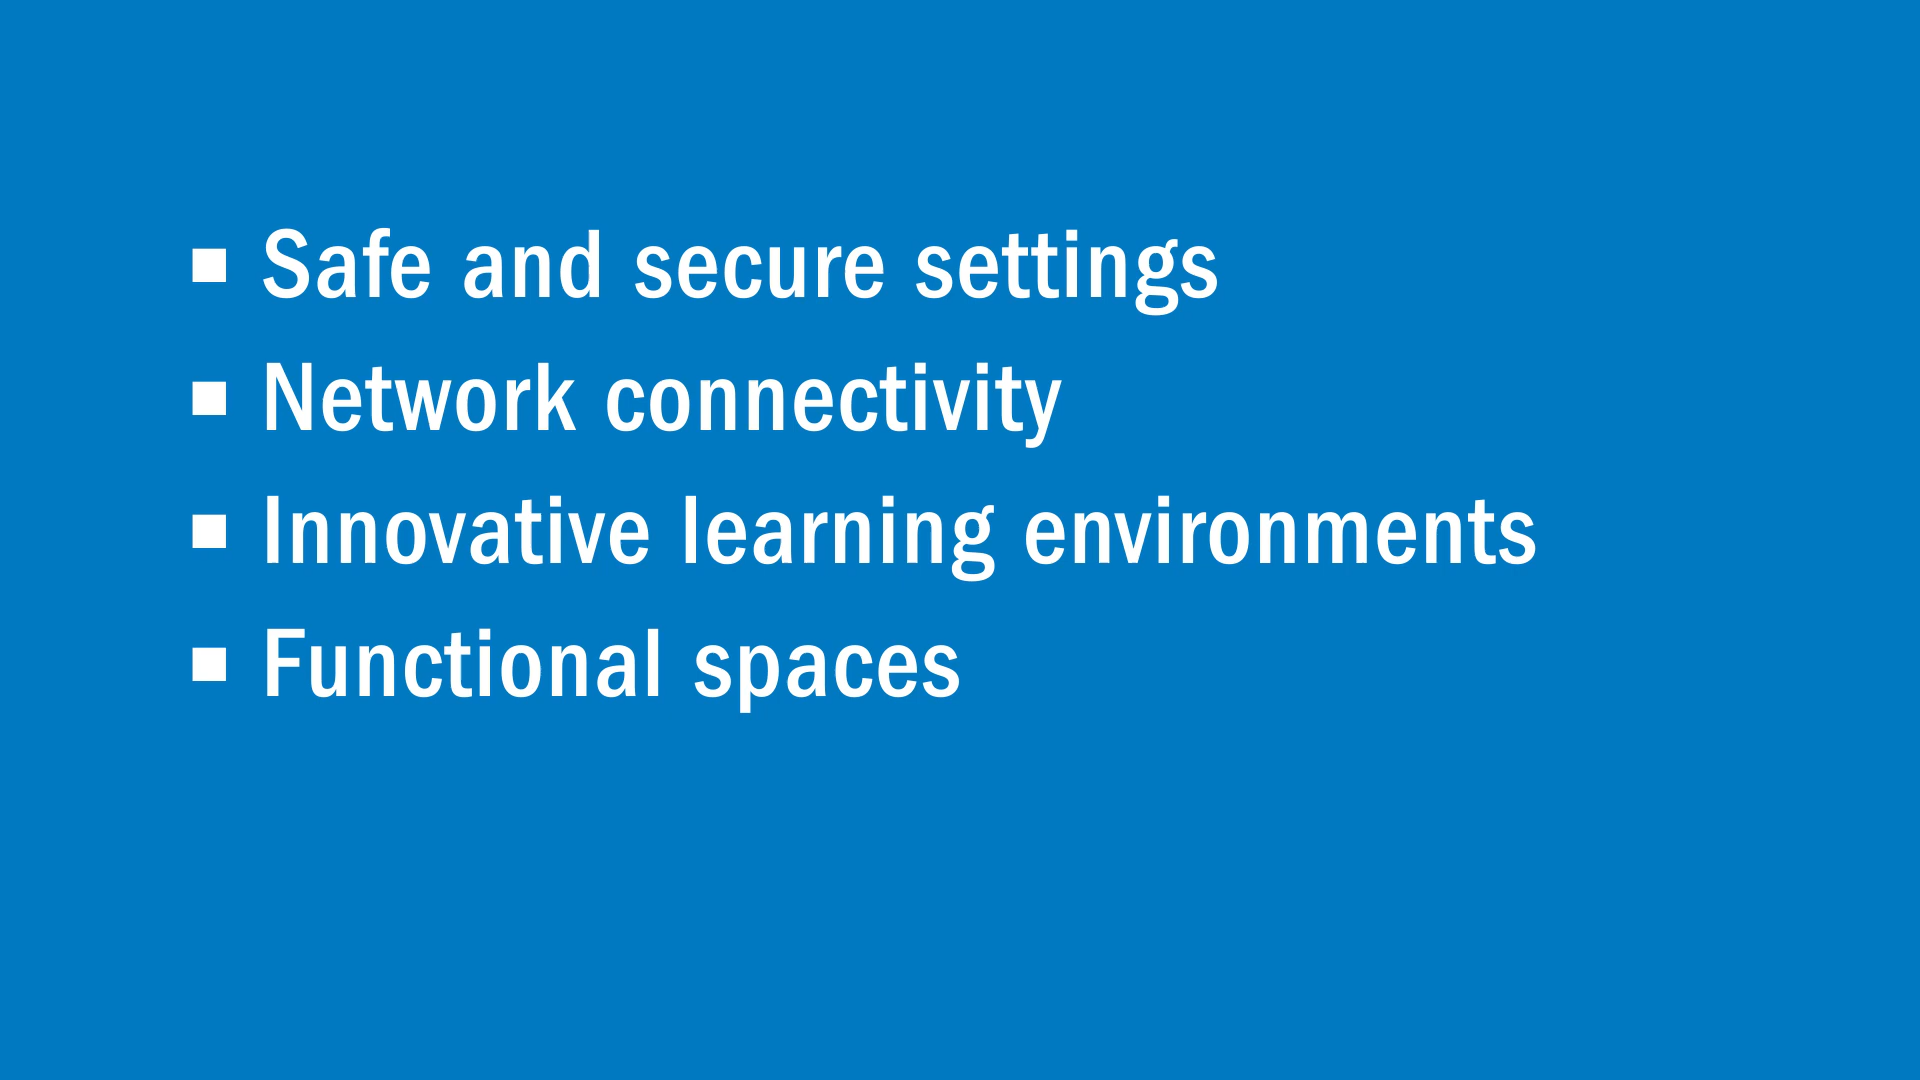 ▪ Safe and secure settings
▪ Network connectivity
▪ Innovative learning environments
▪ Functional spaces